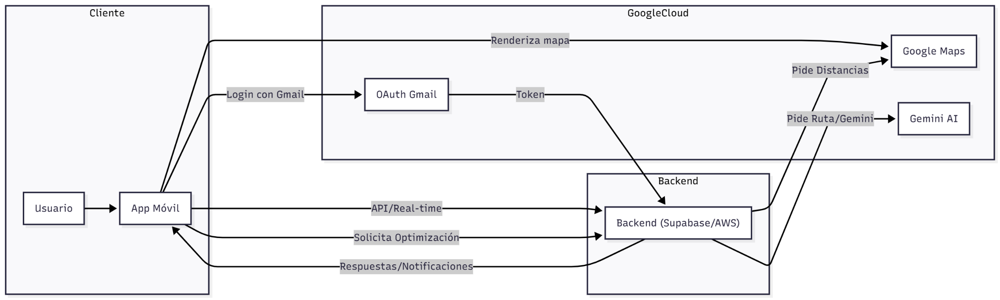 Cliente
GoogleCloud
Renderiza mapa
Google Maps
Pide Distancias
Login con Gmail
OAuth Gmail
Token
Pide Ruta/Gemini
Gemini AI
Backend
Usuario
App Móvil
API/Real-time
Backend (Supabase/AWS)
Solicita Optimización
Respuestas/Notificaciones